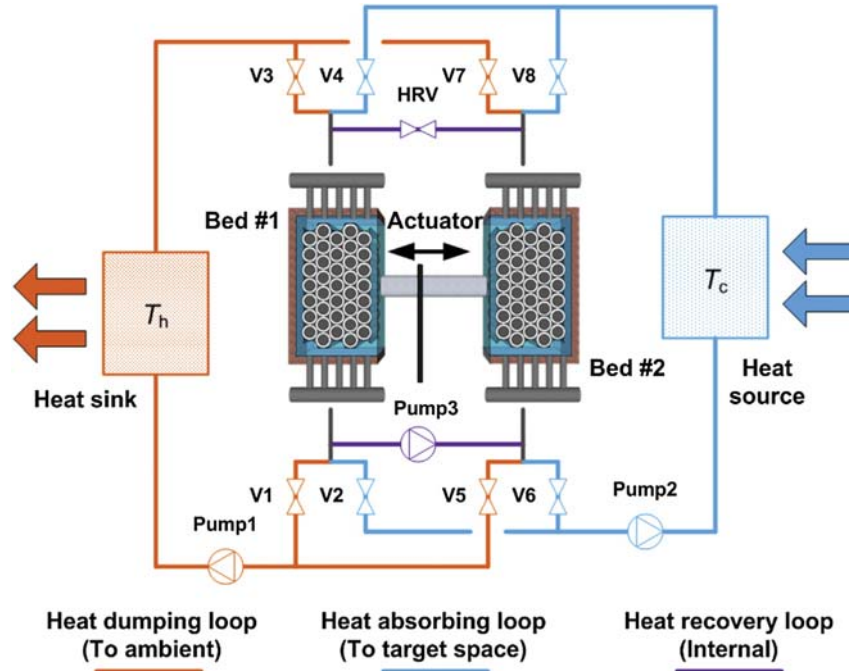 V3
V4
V7
V8
HRV
Bed #1
Actuator
Th
Tc
Heat sink
Bed #2
Heat
source
Pump3
V1
V2
V5
V6
Pump1
Pump2
Heat dumping loop
(To ambient)
Heat absorbing loop
(To target space)
Heat recovery loop
(Internal)